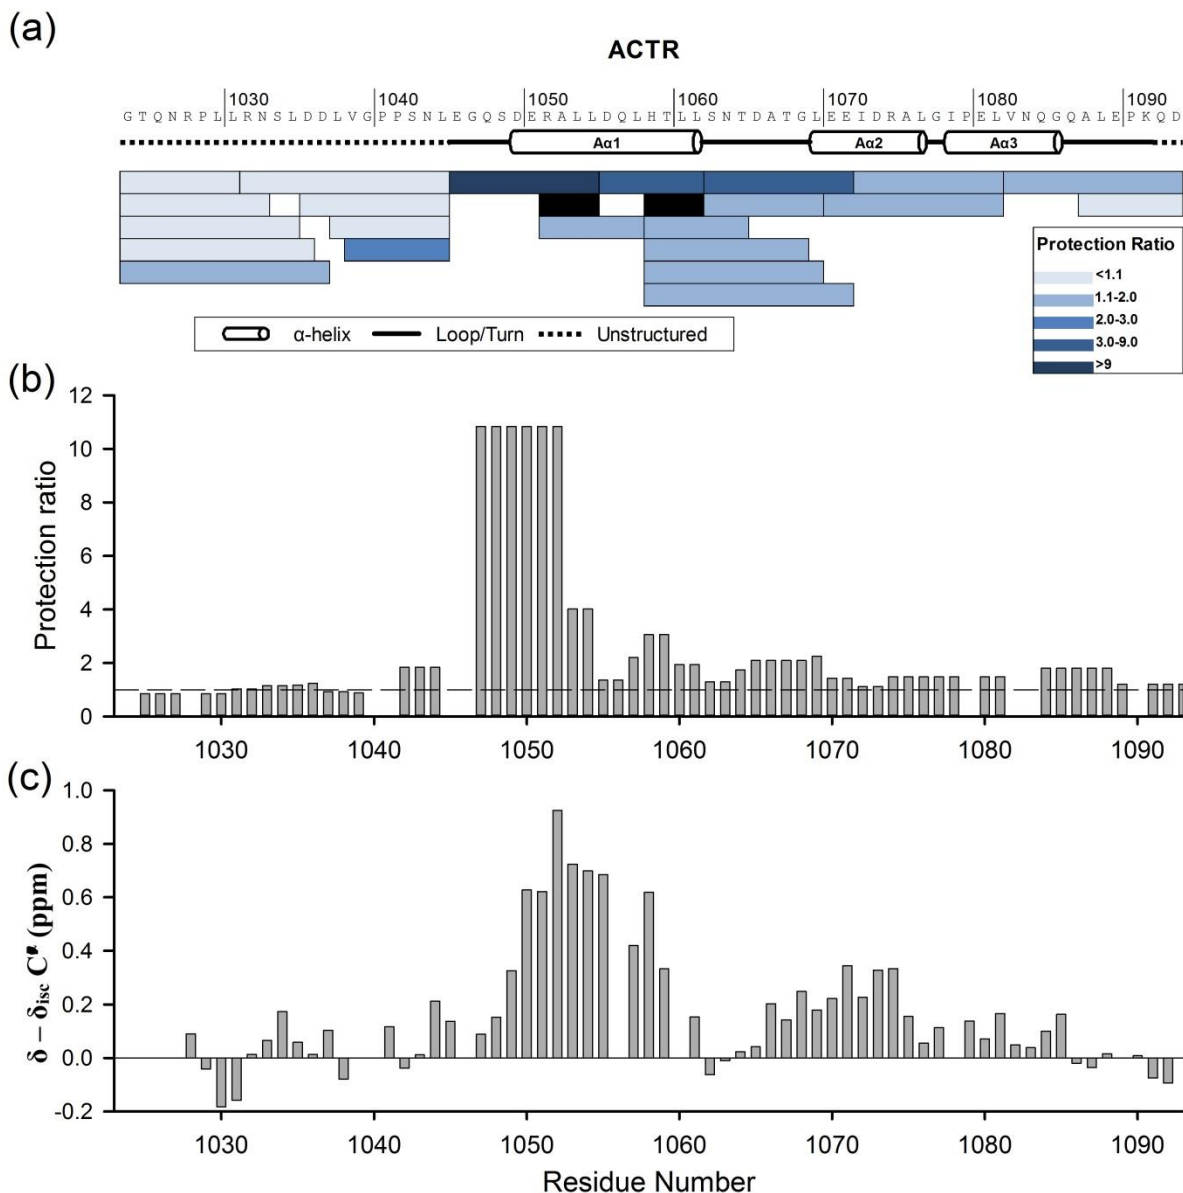 (a)
ACTR
1030 1040 1050 1060 1070 1080 1090
G T Q N R P L L R N S L D D L V G P P S N L E G Q S D E R A L L D Q L H T L L S N T D A T G L E E I D R A L G I P E L V N Q G Q A L E P K Q D
Aα1 Aα2 Aα3
Protection Ratio
<1.1
1.1-2.0
2.0-3.0
3.0-9.0
>9
α-helix Loop/Turn Unstructured
(b)
Protection ratio
12
10
8
6
4
2
0
1030 1040 1050 1060 1070 1080 1090
(c)
δ – δisc Cα (ppm)
1.0
0.8
0.6
0.4
0.2
0.0
-0.2
1030 1040 1050 1060 1070 1080 1090
Residue Number